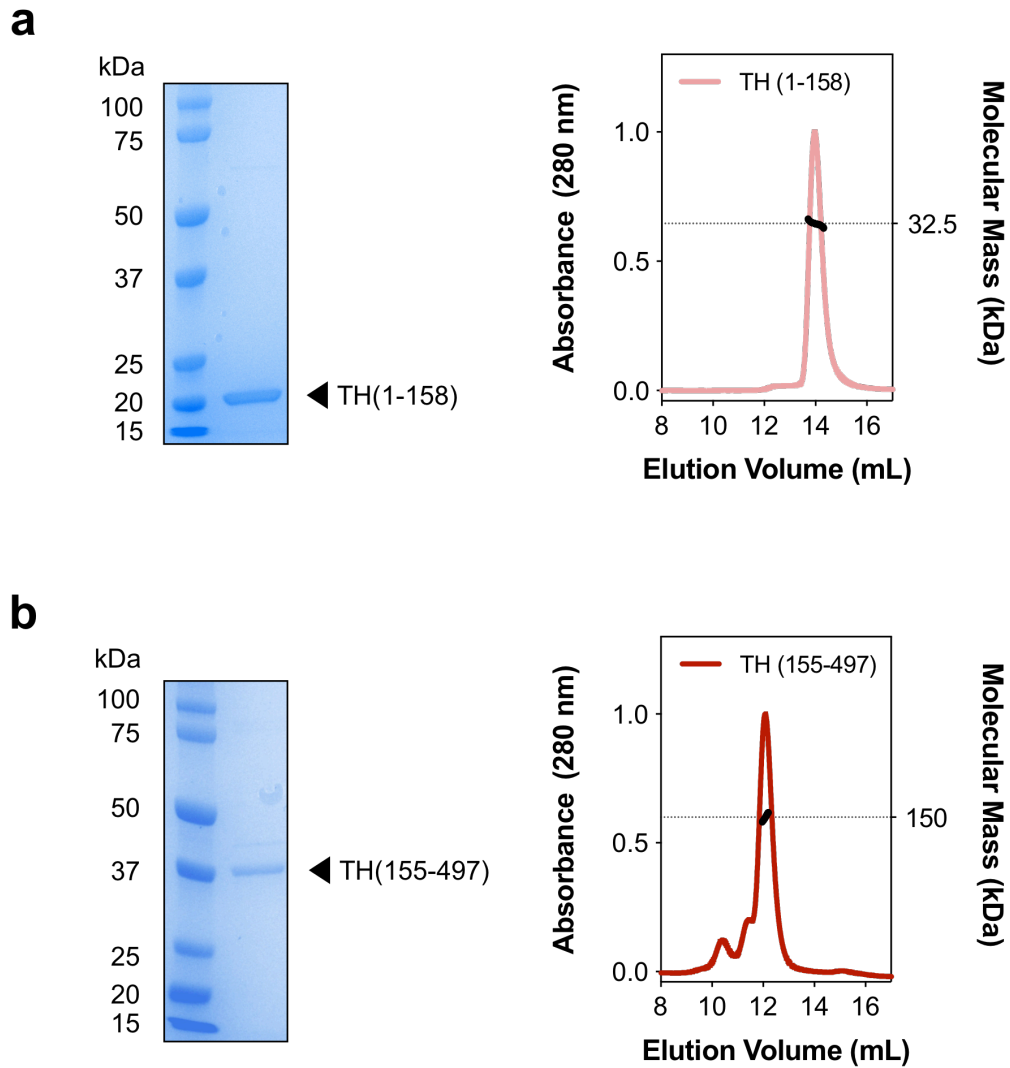 a
kDa
100
75
50
37
25
20
15
TH(1-158)
TH (1-158)
Absorbance (280 nm)
1.0
0.5
0.0
8 10 12 14 16
Elution Volume (mL)
32.5
Molecular Mass (kDa)
b
kDa
100
75
50
37
25
20
15
TH(155-497)
TH (155-497)
Absorbance (280 nm)
1.0
0.5
0.0
8 10 12 14 16
Elution Volume (mL)
150
Molecular Mass (kDa)